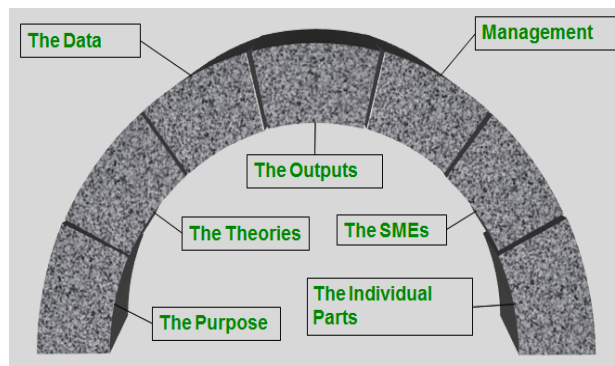 The Data
Management
The Outputs
The Theories
The SMEs
The Purpose
The Individual
Parts